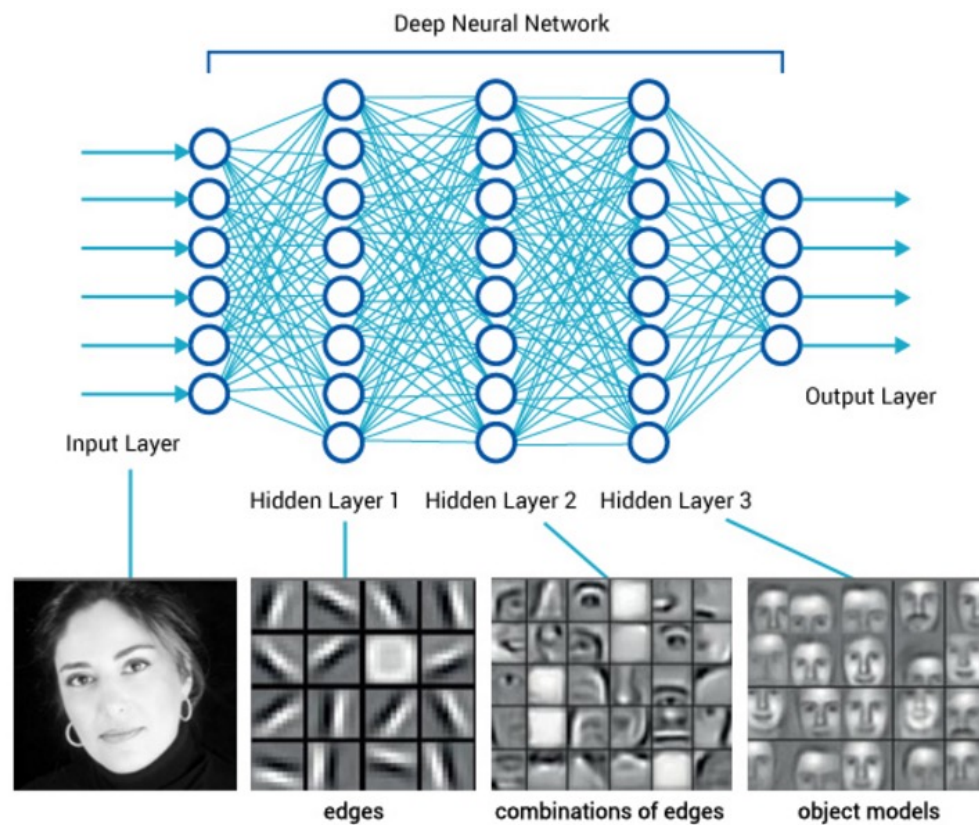 Deep Neural Network
Input Layer
Output Layer
Hidden Layer 1
Hidden Layer 2
Hidden Layer 3
edges
combinations of edges
object models